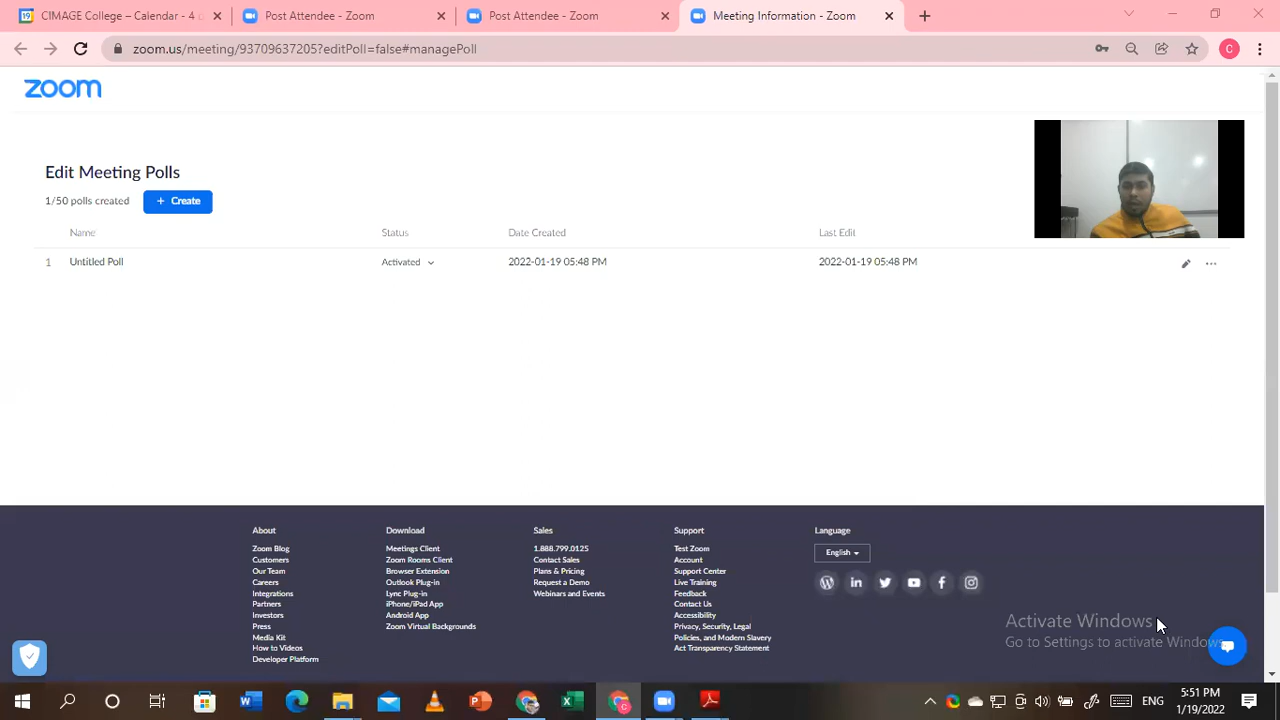 CIMAGE College – Calendar - 4 d
Post Attendee - Zoom
Post Attendee - Zoom
Meeting Information - Zoom
zoom.us/meeting/93709637205?editPoll=false#managePoll
C
zoom
Edit Meeting Polls
1/50 polls created
+ Create
Name Status Date Created Last Edit
1 Untitled Poll Activated 2022-01-19 05:48 PM 2022-01-19 05:48 PM
About
Zoom Blog
Customers
Our Team
Careers
Integrations
Partners
Investors
Press
Media Kit
How to Videos
Developer Platform
Download
Meetings Client
Zoom Rooms Client
Browser Extension
Outlook Plug-in
Lync Plug-in
iPhone/iPad App
Android App
Zoom Virtual Backgrounds
Sales
1.888.799.0125
Contact Sales
Plans & Pricing
Request a Demo
Webinars and Events
Support
Test Zoom
Account
Support Center
Live Training
Feedback
Contact Us
Accessibility
Privacy, Security, Legal
Policies, and Modern Slavery
Act Transparency Statement
Language
English
Activate Windows
Go to Settings to activate Windows.
ENG
5:51 PM
1/19/2022